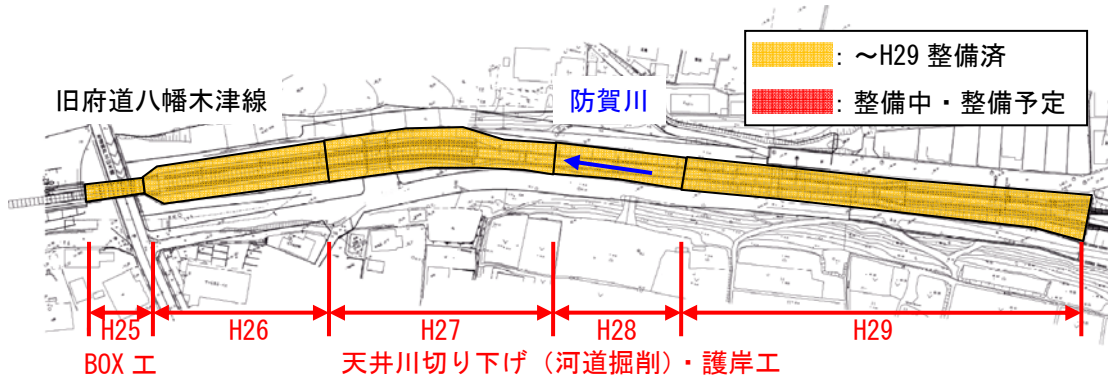 : ～H29 整備済
: 整備中・整備予定
旧府道八幡木津線
防賀川
H25
H26
H27
H28
H29
BOX 工
天井川切り下げ（河道掘削）・護岸工